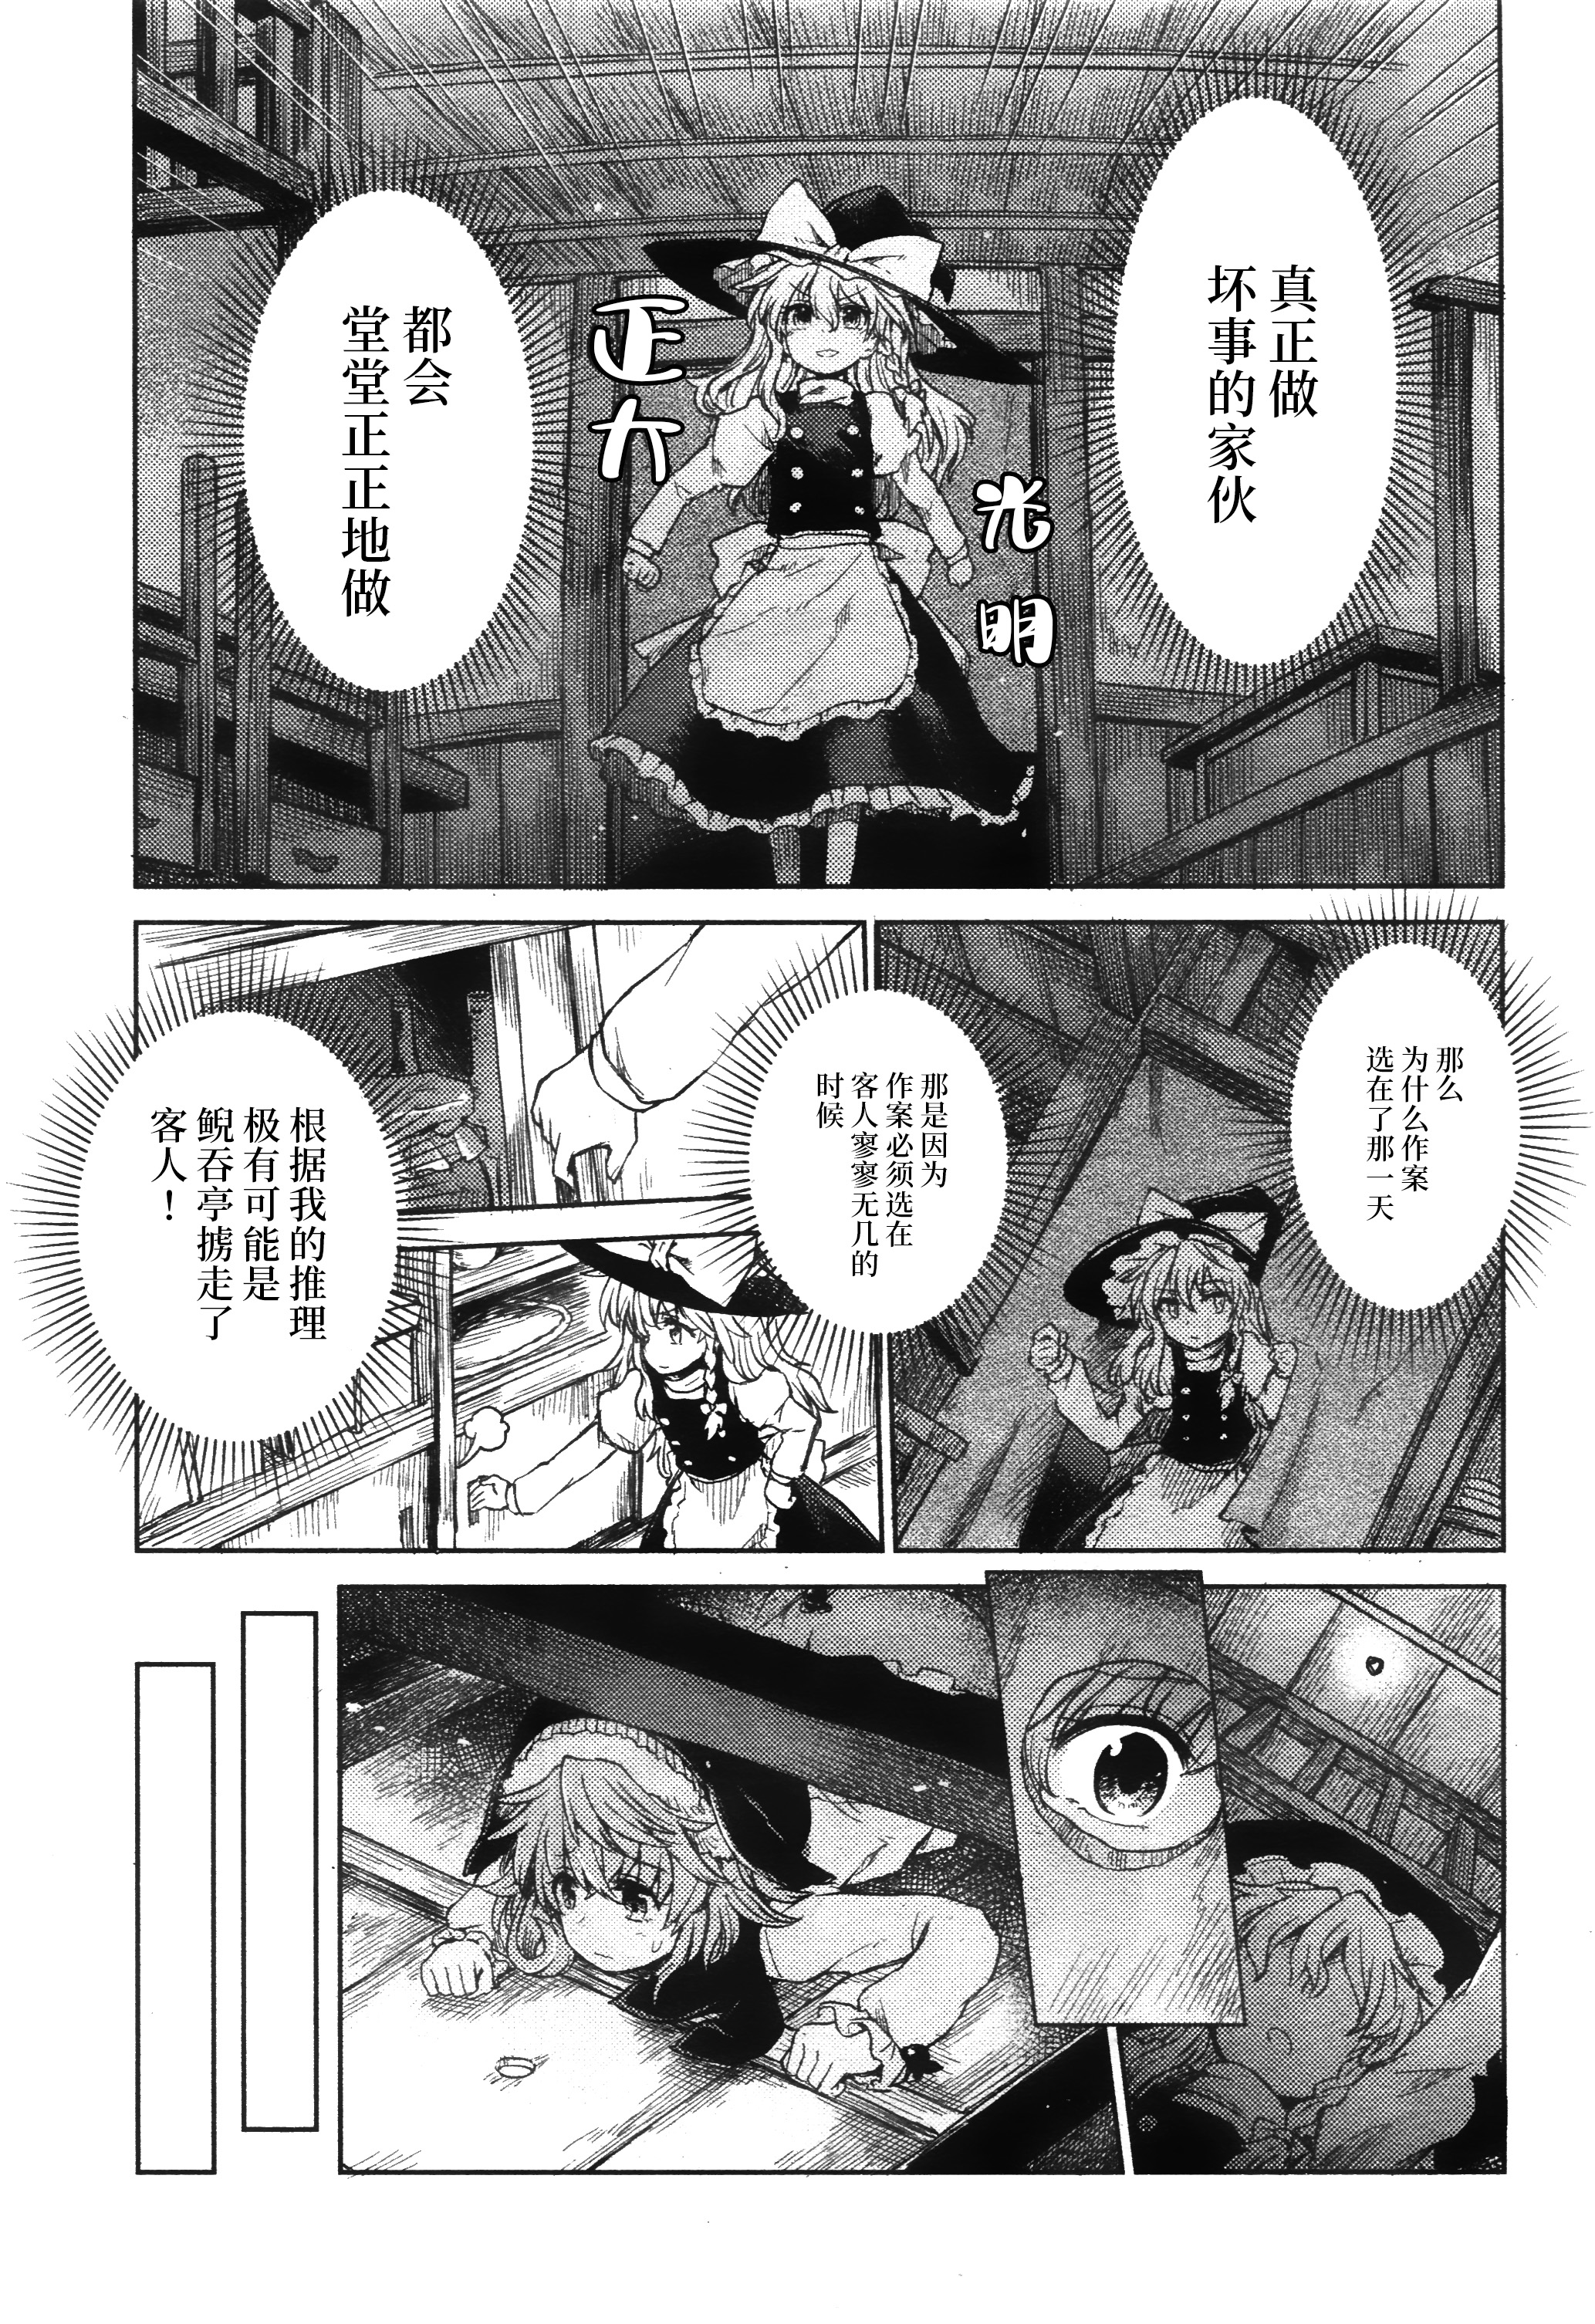 真正做
坏事的家伙
光明
正大
都会
堂堂正正地做
那么
为什么作案
选在了那一天
那是因为
作案必须选在
客人寥寥无几的
时候
根据我的推理
极有可能是
鲵吞亭掳走了
客人！